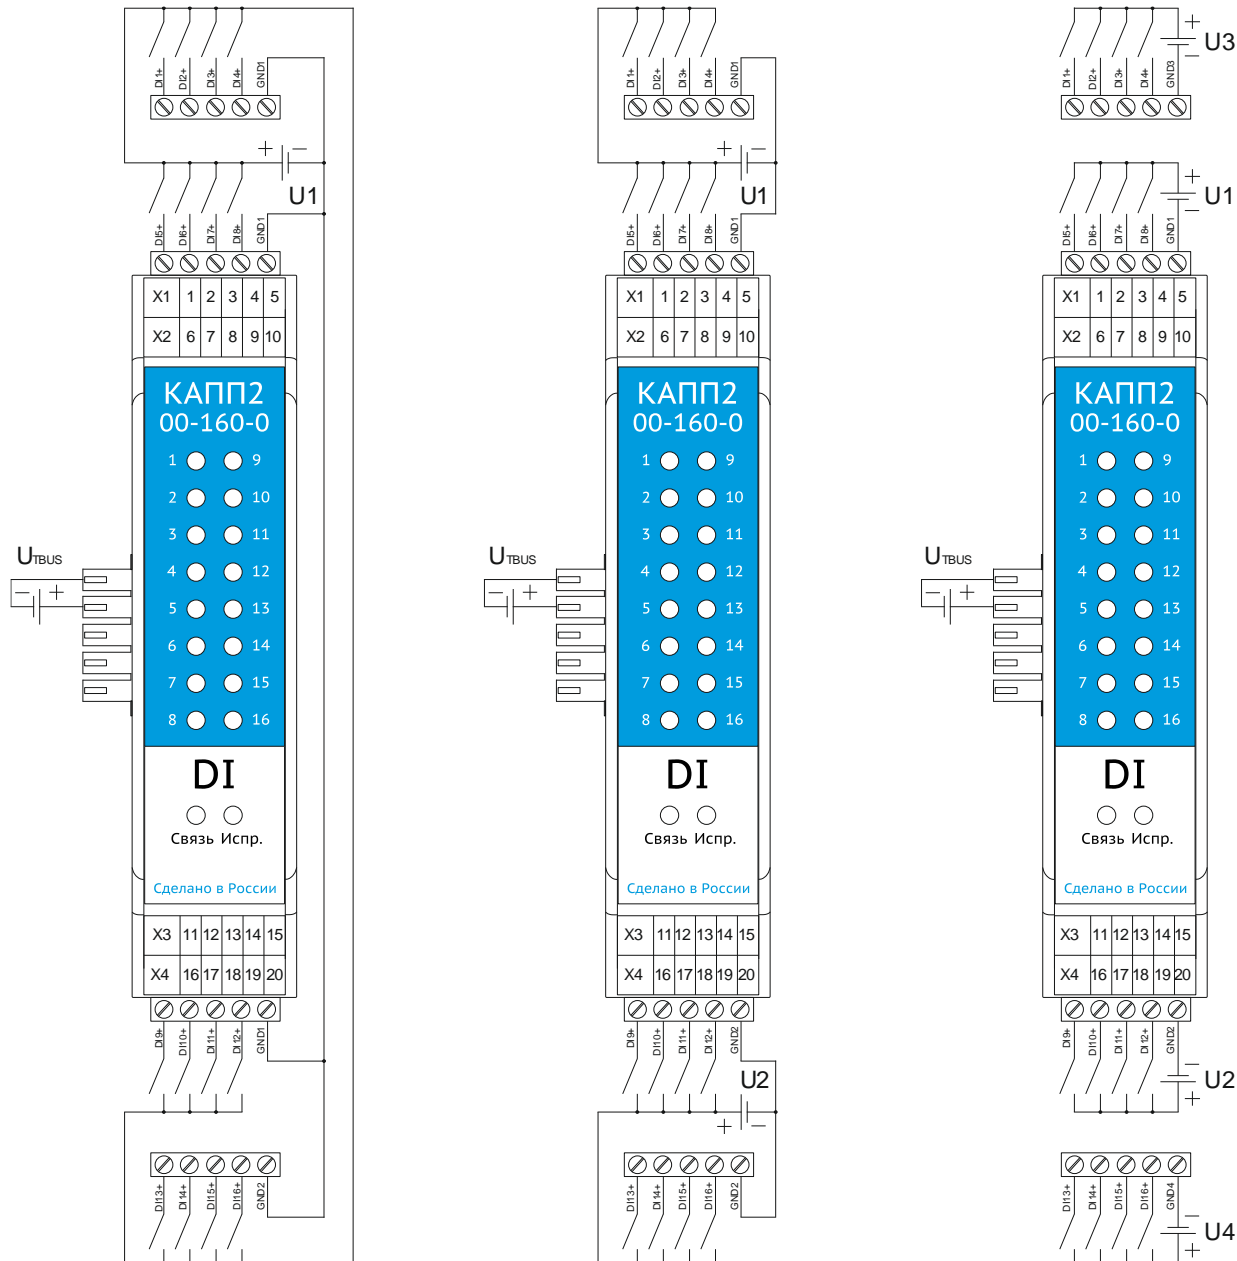 DI1+ DI2+ DI3+ DI4+ GND1
+ −
U1
DI5+ DI6+ DI7+ DI8+ GND1
X1 1 2 3 4 5
X2 6 7 8 9 10
КАПП2
00-160-0
1 9
2 10
3 11
4 12
5 13
6 14
7 15
8 16
UTBUS
− +
DI
Связь Испр.
Сделано в России
X3 11 12 13 14 15
X4 16 17 18 19 20
DI9+ DI10+ DI11+ DI12+ GND1
DI13+ DI14+ DI15+ DI16+ GND2
DI1+ DI2+ DI3+ DI4+ GND1
+ −
U1
DI5+ DI6+ DI7+ DI8+ GND1
X1 1 2 3 4 5
X2 6 7 8 9 10
КАПП2
00-160-0
1 9
2 10
3 11
4 12
5 13
6 14
7 15
8 16
UTBUS
− +
DI
Связь Испр.
Сделано в России
X3 11 12 13 14 15
X4 16 17 18 19 20
DI9+ DI10+ DI11+ DI12+ GND2
U2
+ −
DI13+ DI14+ DI15+ DI16+ GND2
+
U3
−
DI1+ DI2+ DI3+ DI4+ GND3
+
U1
−
DI5+ DI6+ DI7+ DI8+ GND1
X1 1 2 3 4 5
X2 6 7 8 9 10
КАПП2
00-160-0
1 9
2 10
3 11
4 12
5 13
6 14
7 15
8 16
UTBUS
− +
DI
Связь Испр.
Сделано в России
X3 11 12 13 14 15
X4 16 17 18 19 20
DI9+ DI10+ DI11+ DI12+ GND2
−
U2
+
DI13+ DI14+ DI15+ DI16+ GND4
−
U4
+